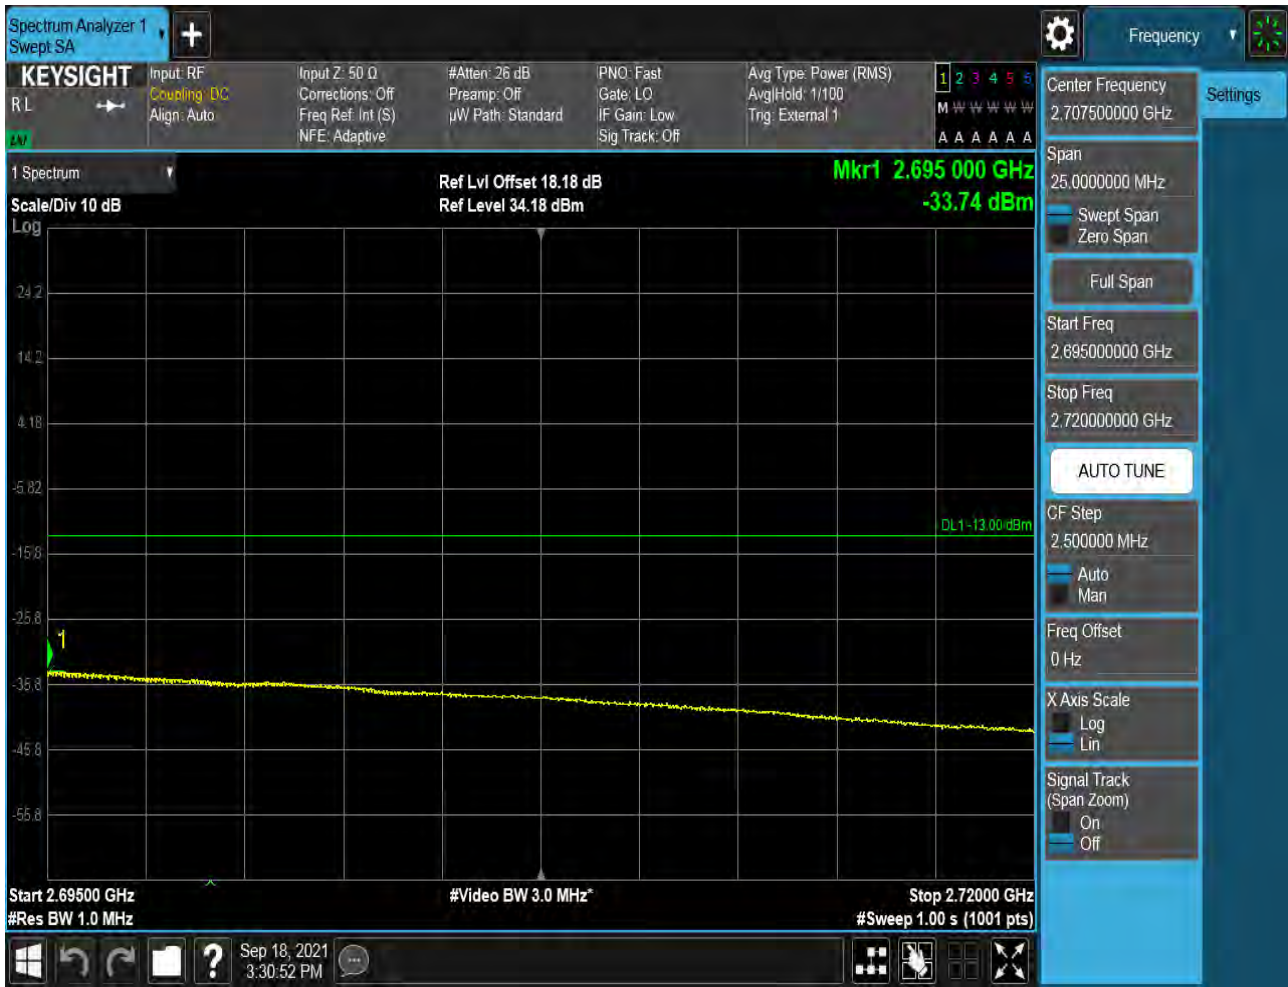 Spectrum Analyzer 1
Swept SA
Frequency
KEYSIGHT
R L
Input: RF
Coupling: DC
Align: Auto
Input Z: 50 Ω
Corrections: Off
Freq Ref: Int (S)
NFE: Adaptive
#Atten: 26 dB
Preamp: Off
µW Path: Standard
PNO: Fast
Gate: LO
IF Gain: Low
Sig Track: Off
Avg Type: Power (RMS)
Avg|Hold: 1/100
Trig: External 1
1 2 3 4 5 6
M W W W W W
A A A A A A
1 Spectrum
Scale/Div 10 dB
Log
Ref Lvl Offset 18.18 dB
Ref Level 34.18 dBm
Mkr1 2.695 000 GHz
-33.74 dBm
24.2
14.2
4.18
-5.82
-15.8
-25.8
-35.8
-45.8
-55.8
DL1 -13.00 dBm
1
Start 2.69500 GHz
#Res BW 1.0 MHz
#Video BW 3.0 MHz*
Stop 2.72000 GHz
#Sweep 1.00 s (1001 pts)
Sep 18, 2021
3:30:52 PM
Center Frequency
2.707500000 GHz
Settings
Span
25.0000000 MHz
Swept Span
Zero Span
Full Span
Start Freq
2.695000000 GHz
Stop Freq
2.720000000 GHz
AUTO TUNE
CF Step
2.500000 MHz
Auto
Man
Freq Offset
0 Hz
X Axis Scale
Log
Lin
Signal Track
(Span Zoom)
On
Off